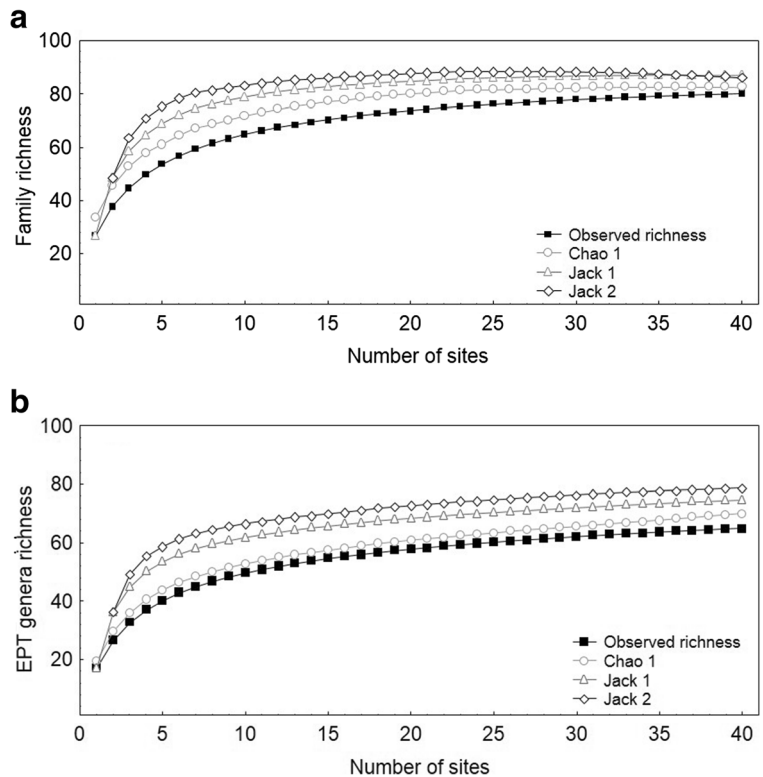 a
100
80
60
40
20
Family richness
Observed richness
Chao 1
Jack 1
Jack 2
0 5 10 15 20 25 30 35 40
Number of sites
b
100
80
60
40
20
EPT genera richness
Observed richness
Chao 1
Jack 1
Jack 2
0 5 10 15 20 25 30 35 40
Number of sites